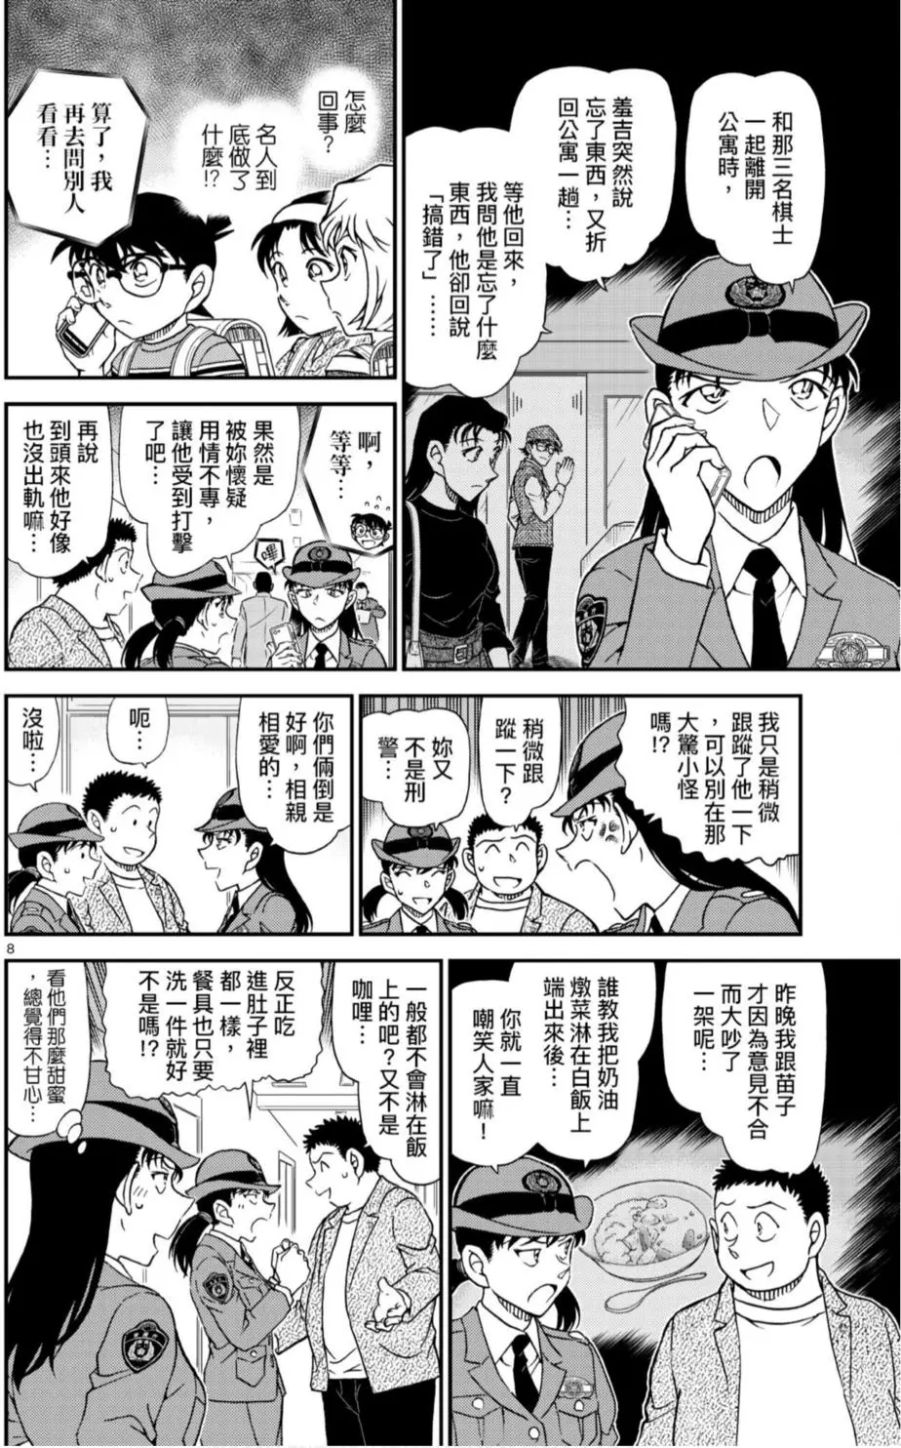 和那三名棋士
一起離開
公寓時，
羞吉突然說
忘了東西，又折
回公寓一趟…
等他回來，
我問他是忘了什麼
東西，他卻回說
「搞錯了」……
怎麼
回事？
名人到
底做了
什麼!?
算了，我
再去問別人
看看…
啊，
等等…
果然是
被妳懷疑
用情不專，
讓他受到打擊
了吧…
再說
到頭來他好像
也沒出軌嘛…
我只是稍微
跟蹤了他一下
，可以別在那
大驚小怪
嗎!?
稍微跟
蹤一下？
妳又
不是刑
警…
你們倆倒是
好啊，相親
相愛的…
呃…
沒啦…
昨晚我跟苗子
才因為意見不合
而大吵了
一架呢…
誰教我把奶油
燉菜淋在白飯上
端出來後…
你就一直
嘲笑人家嘛！
一般都不會淋在飯
上的吧？又不是
咖哩…
反正吃
進肚子裡
都一樣，
餐具也只要
洗一件就好
不是嗎!?
看他們那麼甜蜜
，總覺得不甘心…
8